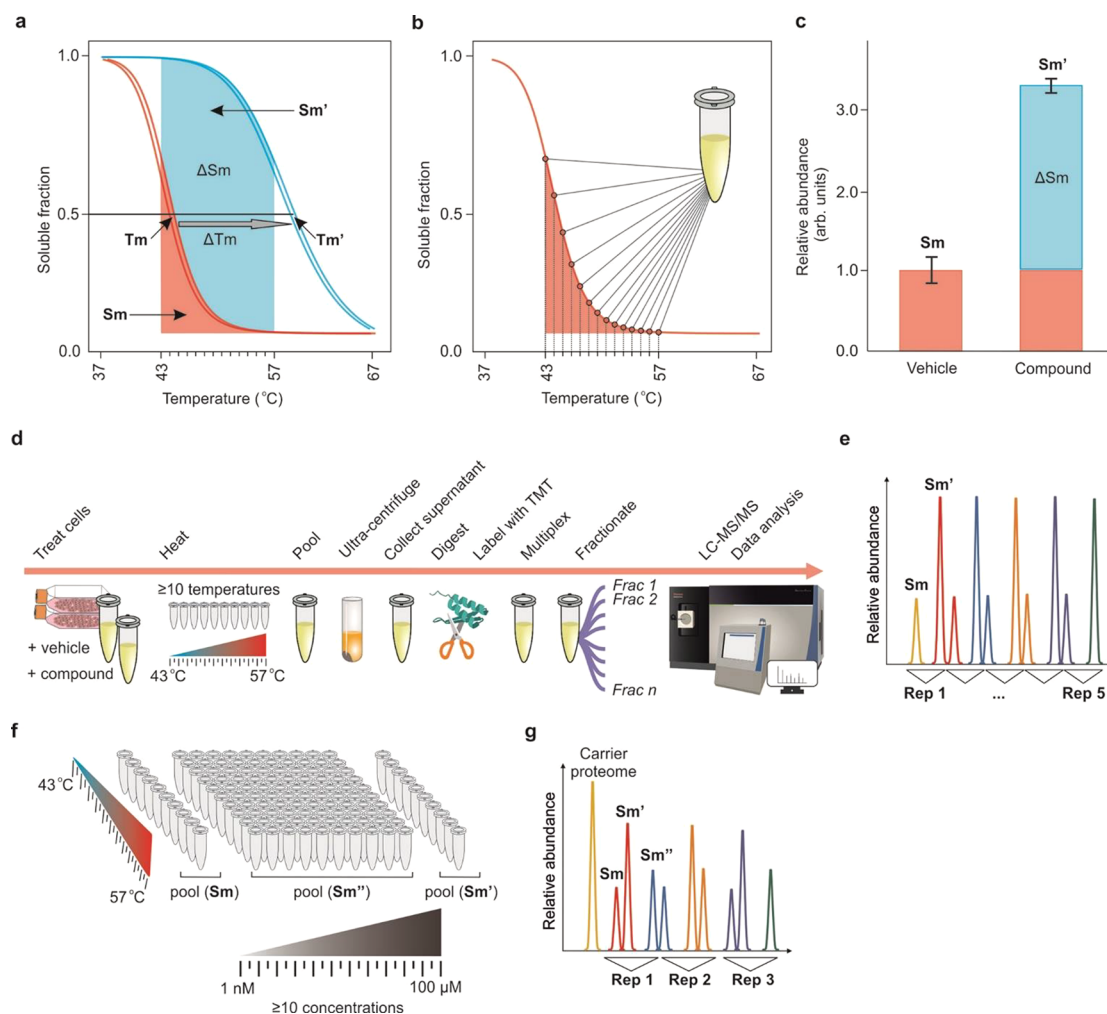 a
1.0
Sm’
ΔSm
0.5
Tm
ΔTm
Tm’
Sm
0.0
37
43
57
67
Soluble fraction
Temperature (°C)
b
1.0
0.5
0.0
37
43
57
67
Soluble fraction
Temperature (°C)
c
Sm’
3.0
ΔSm
2.0
Sm
1.0
0.0
Relative abundance
(arb. units)
Vehicle
Compound
d
Treat cells
Heat
Pool
Ultra-centrifuge
Collect supernatant
Digest
Label with TMT
Multiplex
Fractionate
LC-MS/MS
Data analysis
≥10 temperatures
+ vehicle
+ compound
43°C
57°C
Frac 1
Frac 2
Frac n
e
Relative abundance
Sm’
Sm
Rep 1
...
Rep 5
f
43°C
57°C
pool (Sm)
pool (Sm’’)
pool (Sm’)
1 nM
100 µM
≥10 concentrations
g
Carrier
proteome
Sm’
Sm’’
Sm
Relative abundance
Rep 1
Rep 2
Rep 3